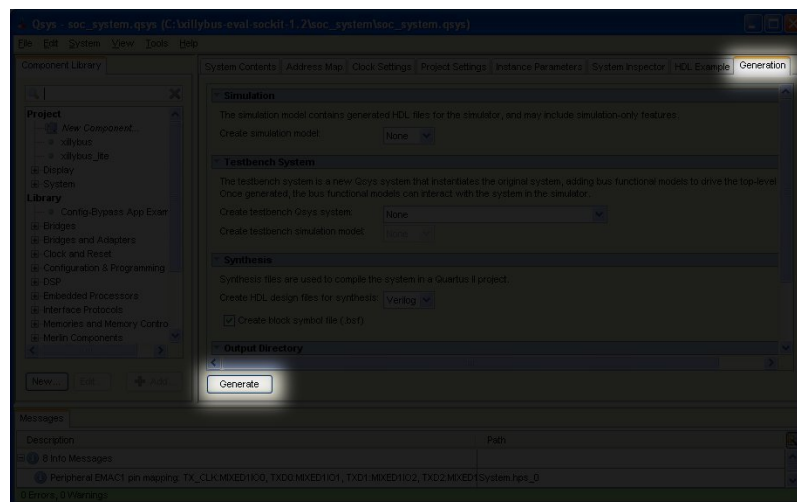 Qsys - soc_system.qsys (C:\xillybus-eval-sockit-1.2\soc_system\soc_system.qsys)
File Edit System View Tools Help
Component Library
System Contents Address Map Clock Settings Project Settings Instance Parameters System Inspector HDL Example Generation
Project
New Component...
xillybus
xillybus_lite
Display
System
Library
Config-Bypass App Exam
Bridges
Bridges and Adapters
Clock and Reset
Configuration & Programming
DSP
Embedded Processors
Interface Protocols
Memories and Memory Contro
Merlin Components
New... Edit... Add...
Simulation
The simulation model contains generated HDL files for the simulator, and may include simulation-only features.
Create simulation model: None
Testbench System
The testbench system is a new Qsys system that instantiates the original system, adding bus functional models to drive the top-level
Once generated, the bus functional models can interact with the system in the simulator.
Create testbench Qsys system: None
Create testbench simulation model: None
Synthesis
Synthesis files are used to compile the system in a Quartus II project.
Create HDL design files for synthesis: Verilog
Create block symbol file (.bsf)
Output Directory
Generate
Messages
Description Path
8 Info Messages
Peripheral EMAC1 pin mapping: TX_CLK:MIXED1IO0, TXD0:MIXED1IO1, TXD1:MIXED1IO2, TXD2:MIXED1 System.hps_0
0 Errors, 0 Warnings